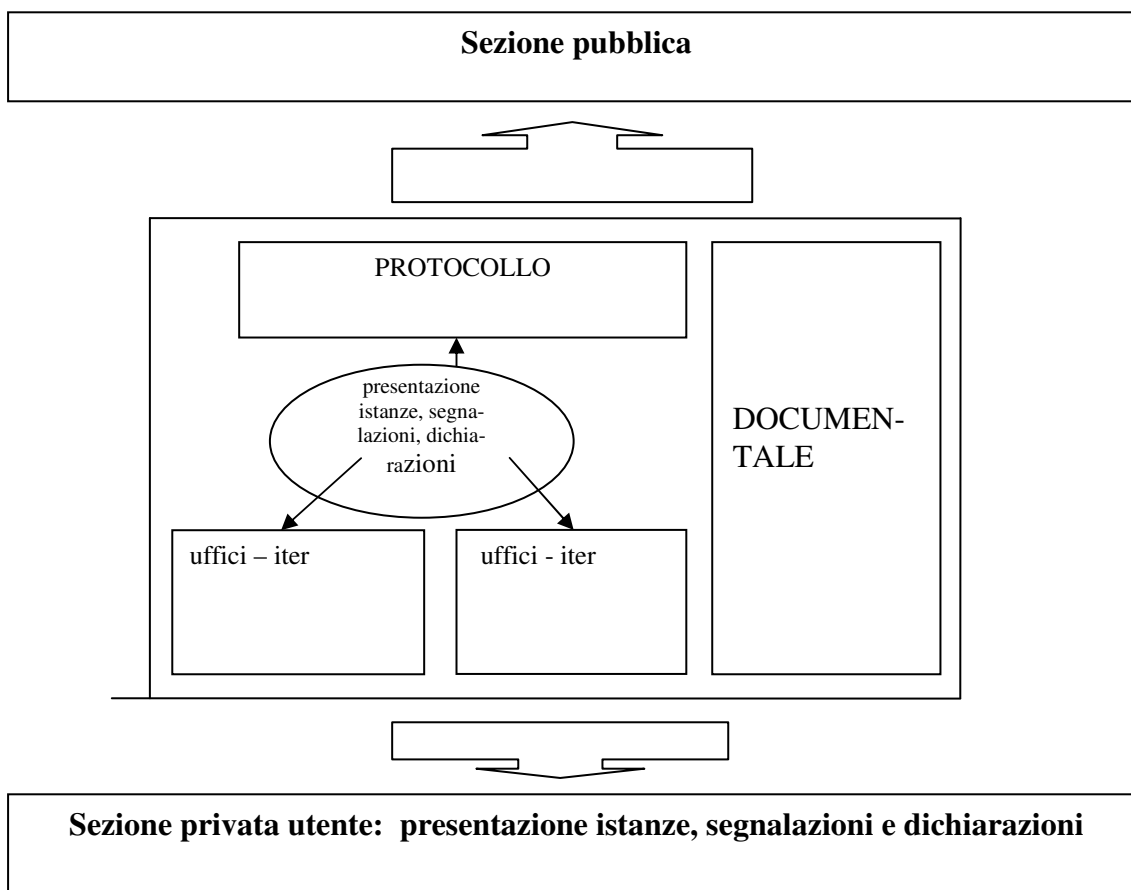 Sezione pubblica
PROTOCOLLO
presentazione
istanze, segna-
lazioni, dichia-
razioni
DOCUMEN-
TALE
uffici – iter
uffici - iter
Sezione privata utente: presentazione istanze, segnalazioni e dichiarazioni